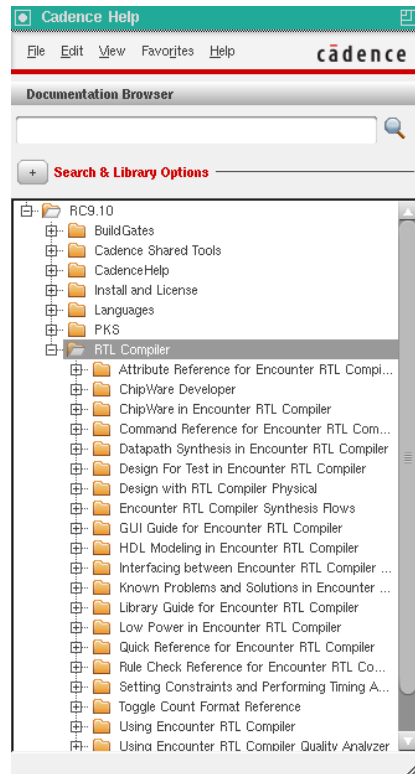 Cadence Help
File Edit View Favorites Help cādence
Documentation Browser
+ Search & Library Options
RC9.10
BuildGates
Cadence Shared Tools
CadenceHelp
Install and License
Languages
PKS
RTL Compiler
Attribute Reference for Encounter RTL Compi...
ChipWare Developer
ChipWare in Encounter RTL Compiler
Command Reference for Encounter RTL Com...
Datapath Synthesis in Encounter RTL Compiler
Design For Test in Encounter RTL Compiler
Design with RTL Compiler Physical
Encounter RTL Compiler Synthesis Flows
GUI Guide for Encounter RTL Compiler
HDL Modeling in Encounter RTL Compiler
Interfacing between Encounter RTL Compiler ...
Known Problems and Solutions in Encounter ...
Library Guide for Encounter RTL Compiler
Low Power in Encounter RTL Compiler
Quick Reference for Encounter RTL Compiler
Rule Check Reference for Encounter RTL Co...
Setting Constraints and Performing Timing A...
Toggle Count Format Reference
Using Encounter RTL Compiler
Using Encounter RTL Compiler Quality Analyzer